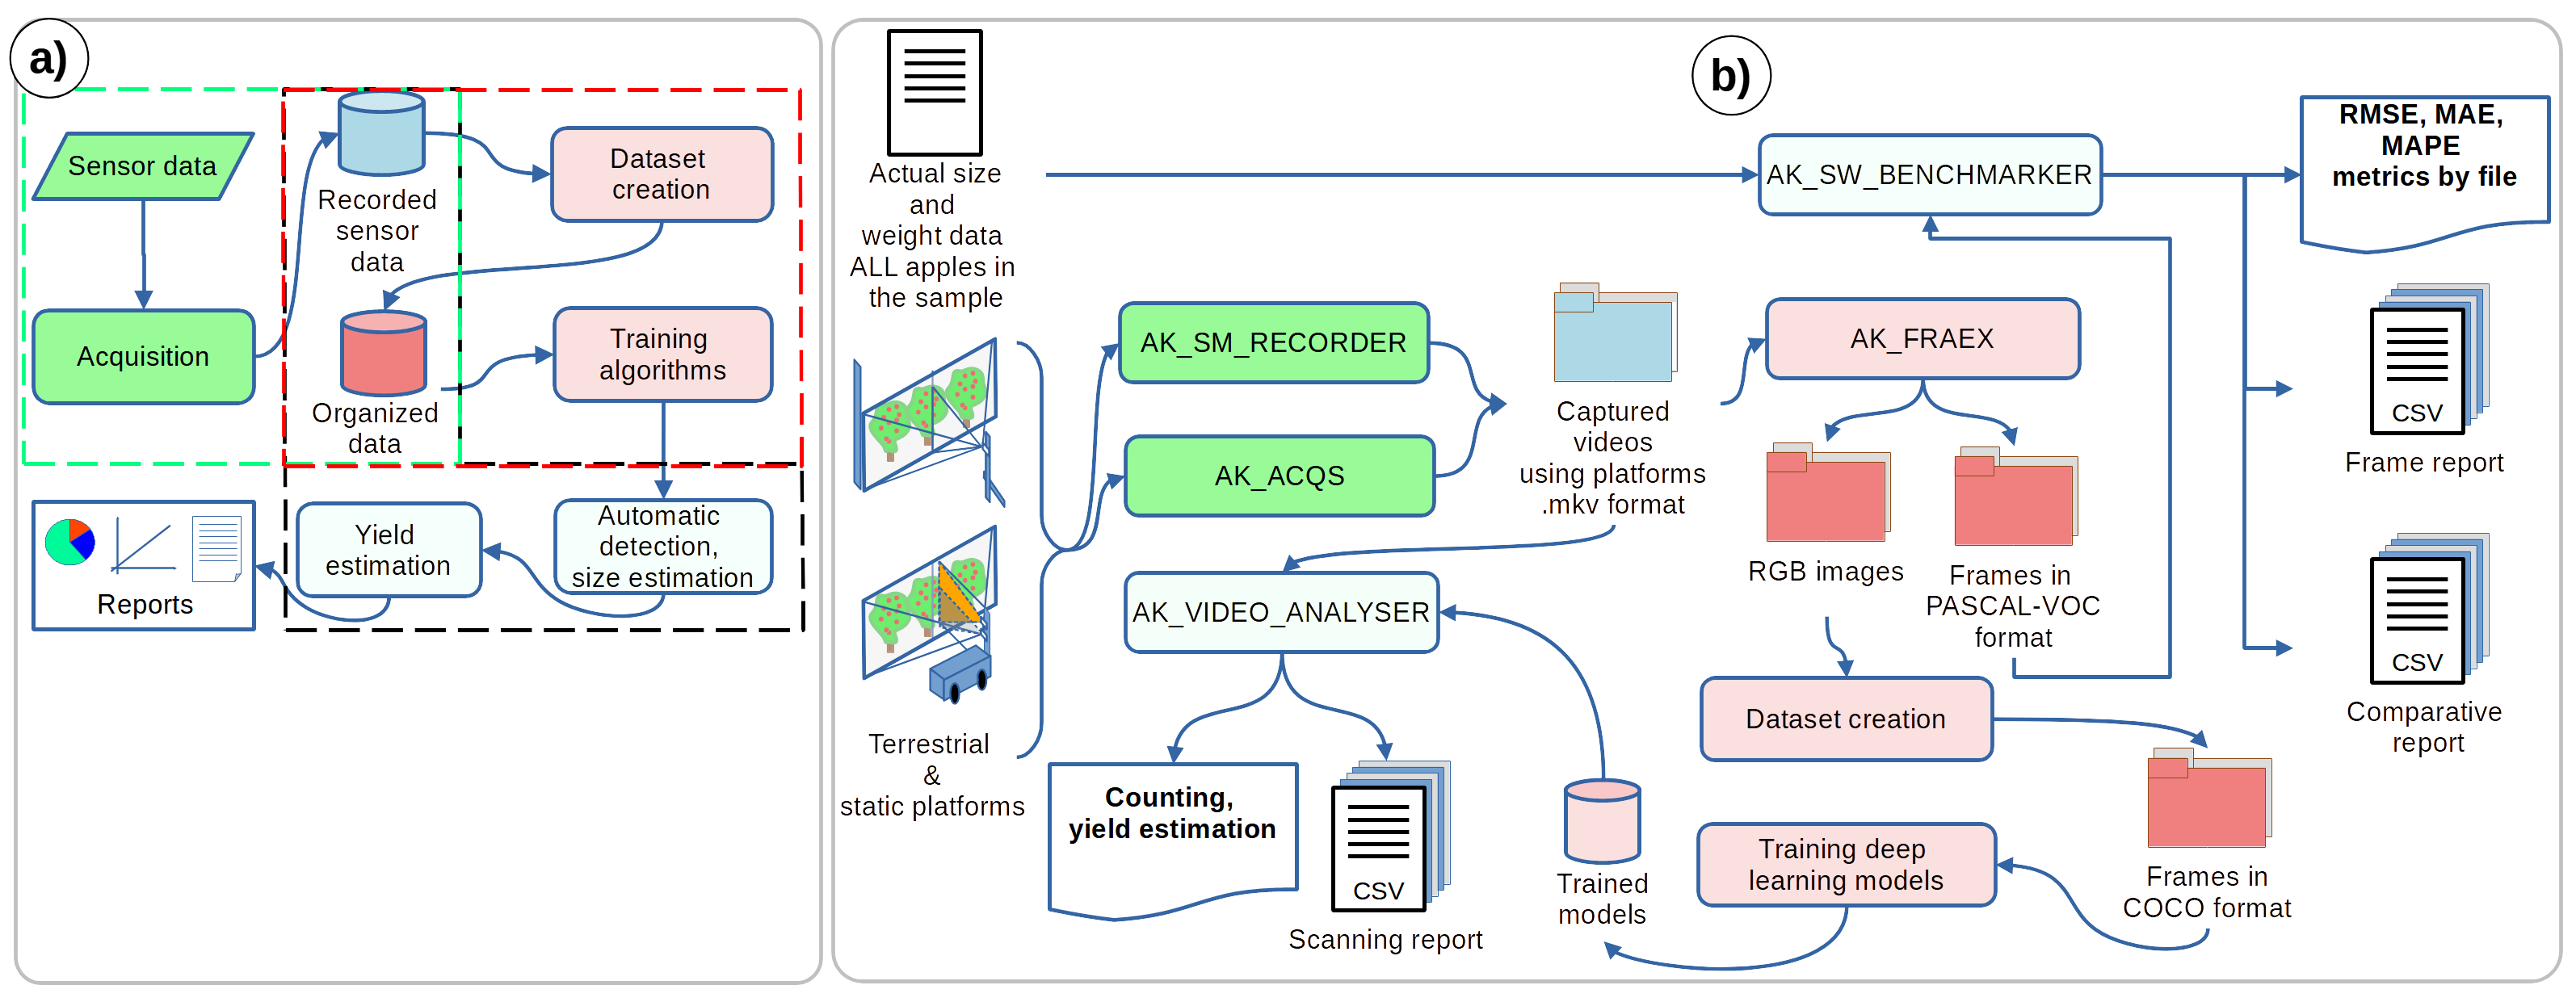 a)
Sensor data
Acquisition
Recorded
sensor
data
Organized
data
Dataset
creation
Training
algorithms
Automatic
detection,
size estimation
Yield
estimation
Reports
b)
Actual size
and
weight data
ALL apples in
the sample
Terrestrial
&
static platforms
AK_SM_RECORDER
AK_ACQS
AK_VIDEO_ANALYSER
Counting,
yield estimation
CSV
Scanning report
Captured
videos
using platforms
.mkv format
Trained
models
AK_SW_BENCHMARKER
AK_FRAEX
RGB images
Frames in
PASCAL-VOC
format
Dataset creation
Training deep
learning models
Frames in
COCO format
RMSE, MAE,
MAPE
metrics by file
CSV
Frame report
CSV
Comparative
report